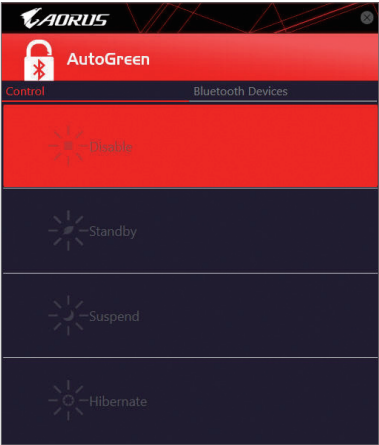 AORUS
AutoGreen
Control Bluetooth Devices
Disable
Standby
Suspend
Hibernate